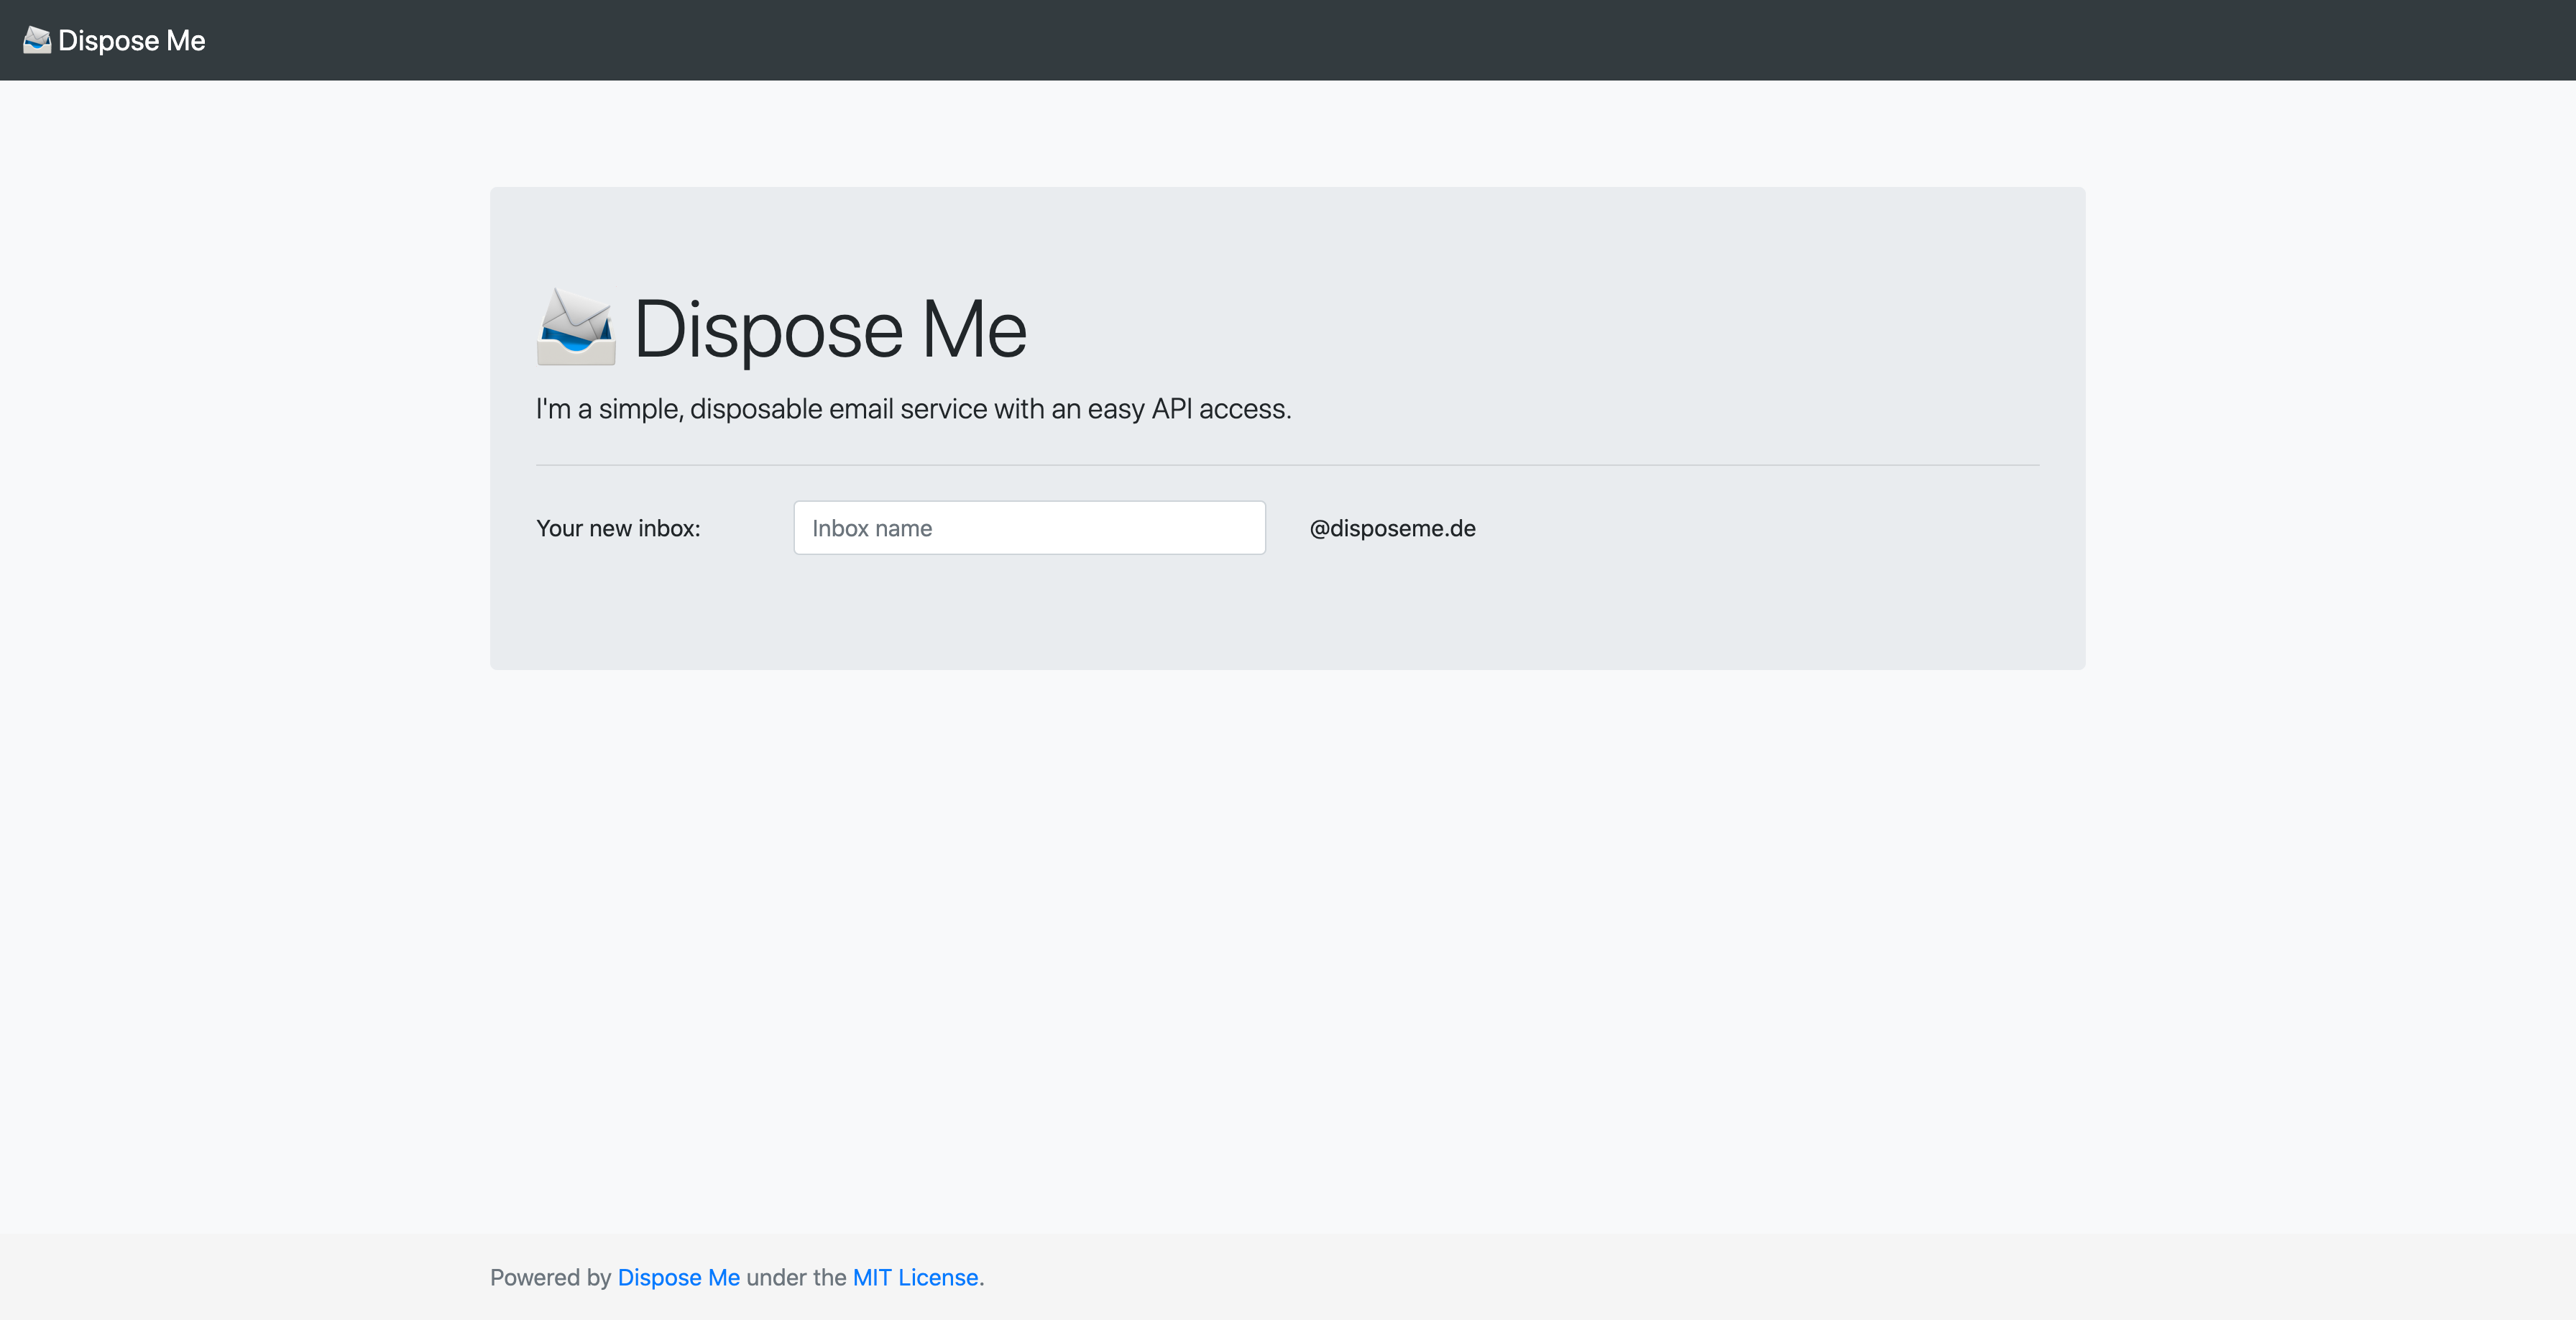 Dispose Me
Dispose Me
I'm a simple, disposable email service with an easy API access.
Your new inbox: Inbox name @disposeme.de
Powered by Dispose Me under the MIT License.